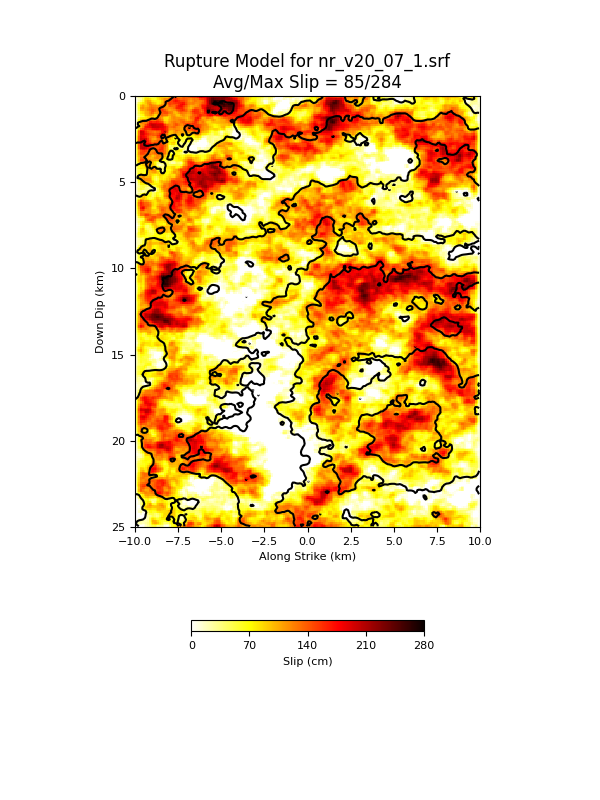 Rupture Model for nr_v20_07_1.srf
Avg/Max Slip = 85/284
0
5
10
15
20
25
Down Dip (km)
−10.0 −7.5 −5.0 −2.5 0.0 2.5 5.0 7.5 10.0
Along Strike (km)
0 70 140 210 280
Slip (cm)